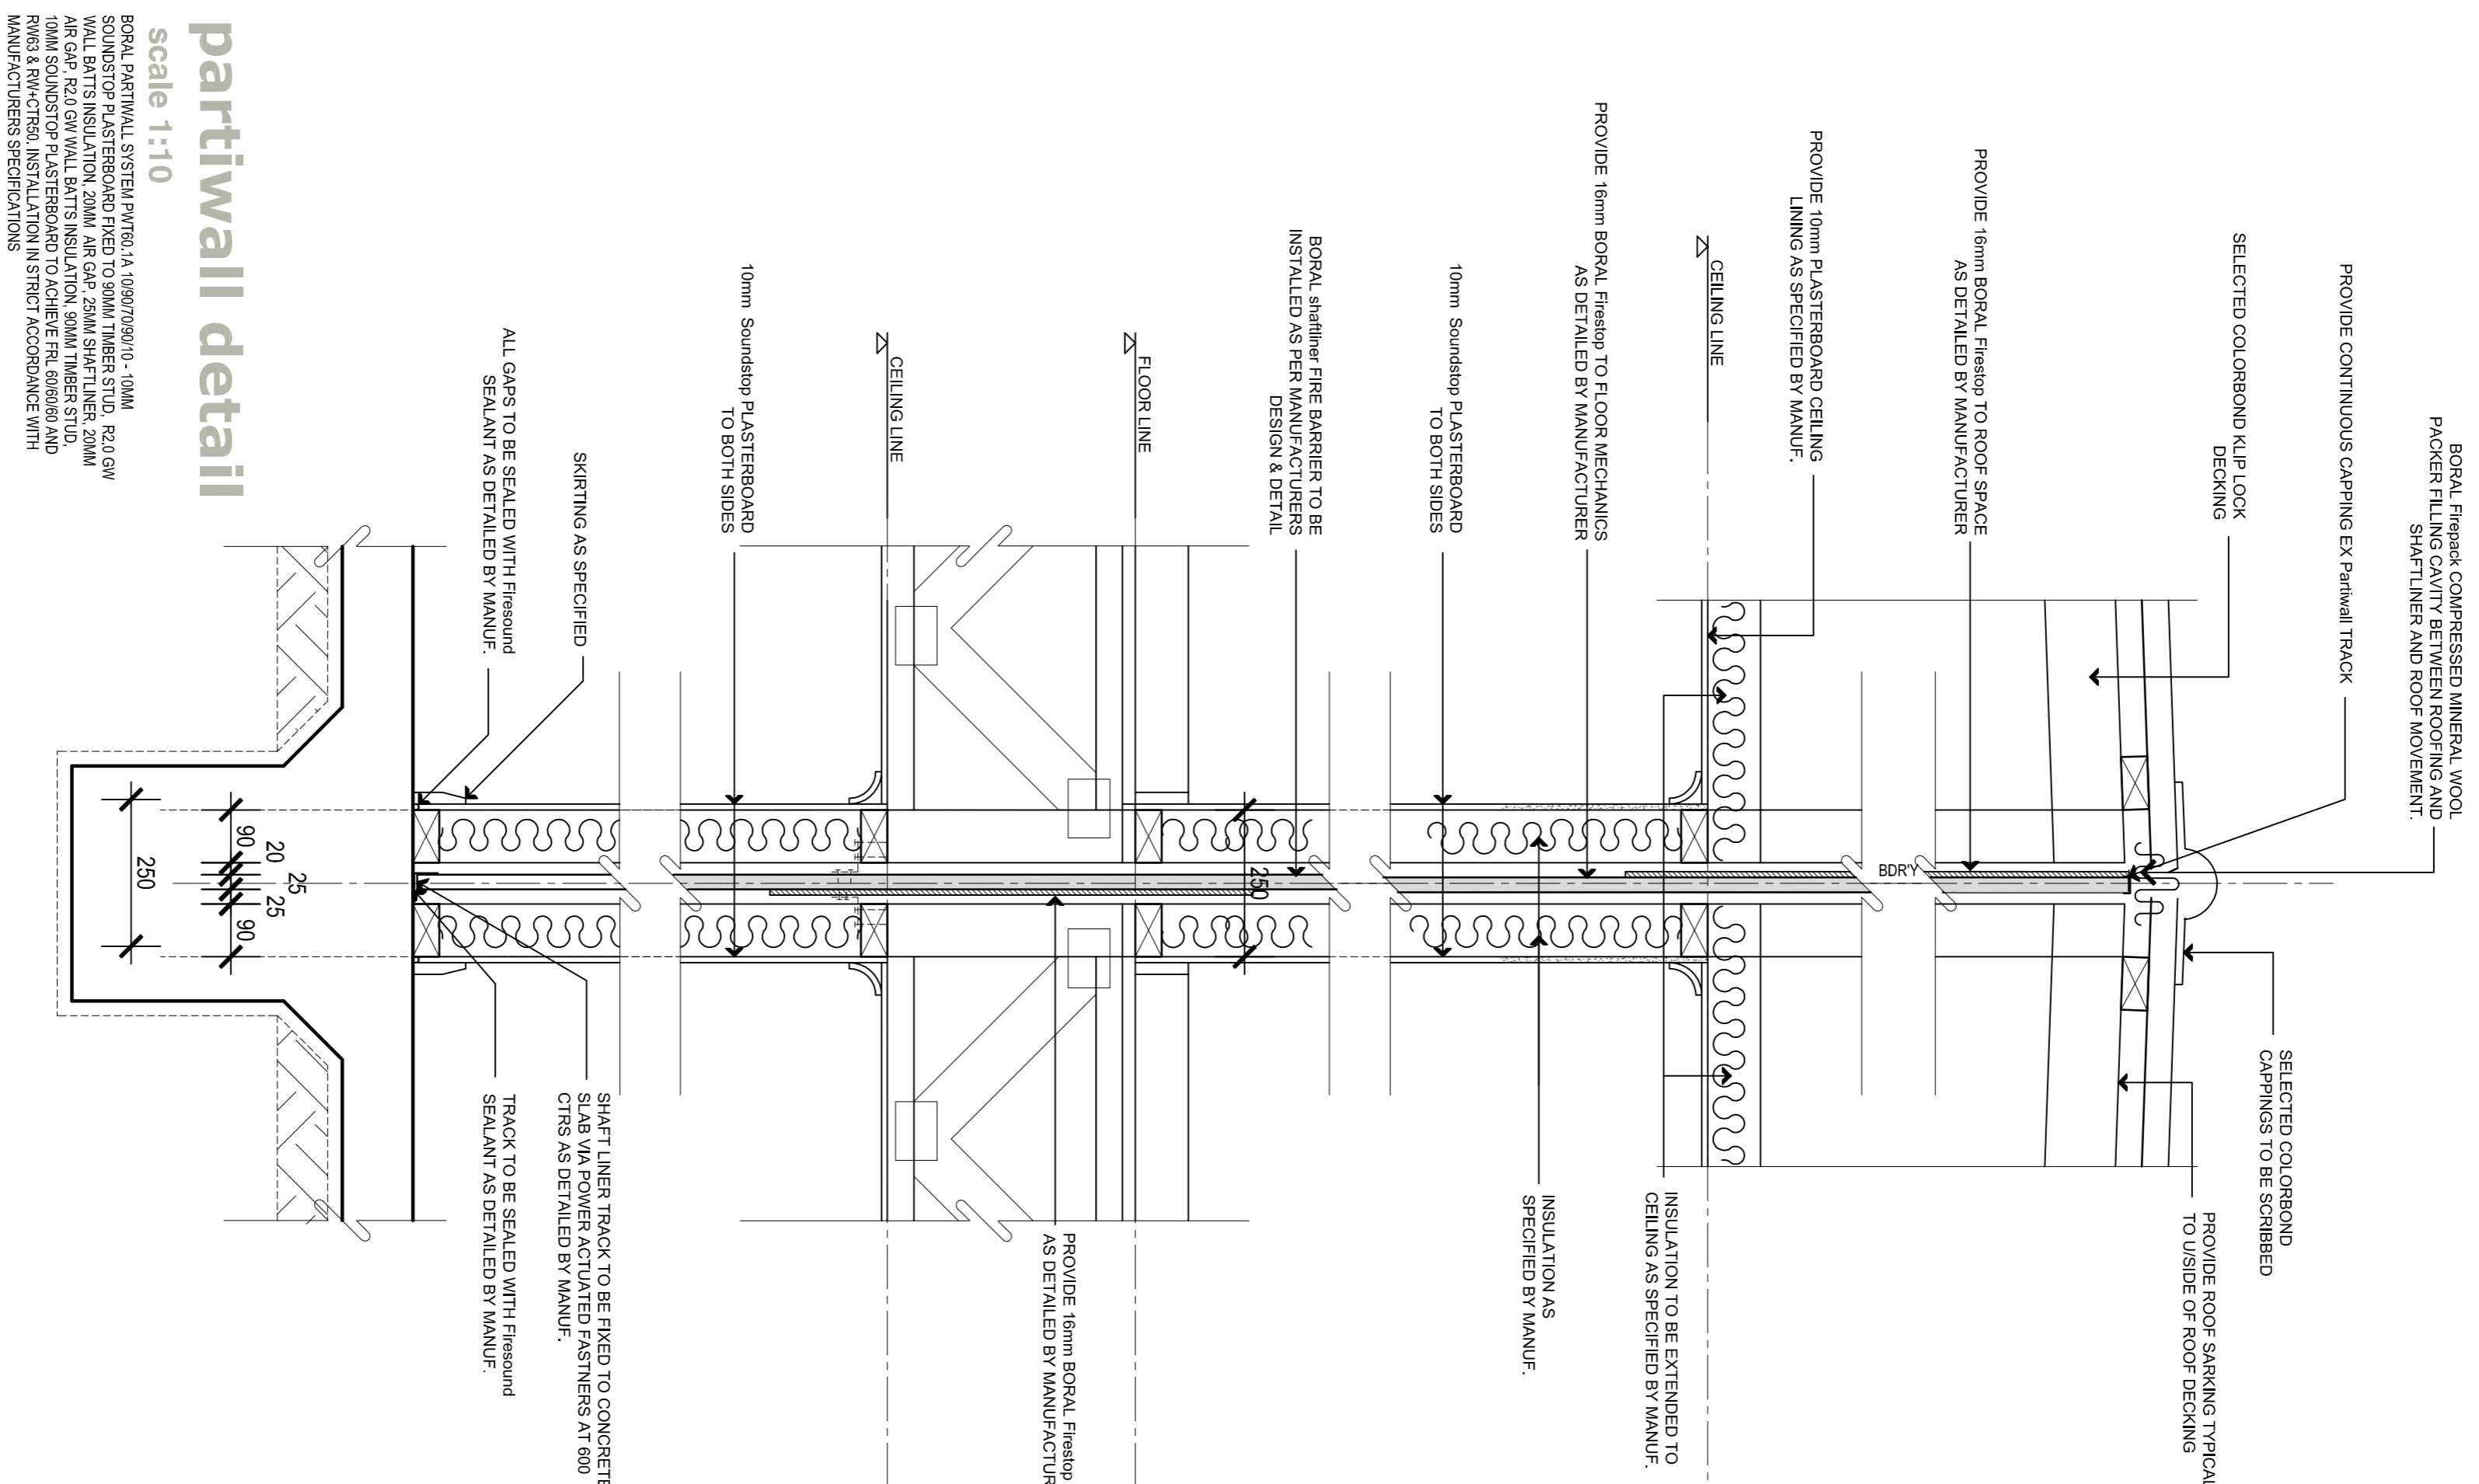 BORAL Firepack COMPRESSED MINERAL WOOL
PACKER FILLING CAVITY BETWEEN ROOFING AND
SHAFTLINER AND ROOF MOVEMENT.
PROVIDE CONTINUOUS CAPPING EX Partiwall TRACK
SELECTED COLORBOND KLIP LOCK
DECKING
PROVIDE 16mm BORAL Firestop TO ROOF SPACE
AS DETAILED BY MANUFACTURER
PROVIDE 10mm PLASTERBOARD CEILING
LINING AS SPECIFIED BY MANUF.
CEILING LINE
PROVIDE 16mm BORAL Firestop TO FLOOR MECHANICS
AS DETAILED BY MANUFACTURER
10mm Soundstop PLASTERBOARD
TO BOTH SIDES
BORAL shaftliner FIRE BARRIER TO BE
INSTALLED AS PER MANUFACTURERS
DESIGN & DETAIL
FLOOR LINE
CEILING LINE
10mm Soundstop PLASTERBOARD
TO BOTH SIDES
SKIRTING AS SPECIFIED
ALL GAPS TO BE SEALED WITH Firesound
SEALANT AS DETAILED BY MANUF.
BDR'Y
250
90
20
25
25
90
250
SELECTED COLORBOND
CAPPINGS TO BE SCRIBBED
PROVIDE ROOF SARKING TYPICAL
TO U/SIDE OF ROOF DECKING
INSULATION TO BE EXTENDED TO
CEILING AS SPECIFIED BY MANUF.
INSULATION AS
SPECIFIED BY MANUF.
PROVIDE 16mm BORAL Firestop
AS DETAILED BY MANUFACTUR
SHAFT LINER TRACK TO BE FIXED TO CONCRETE
SLAB VIA POWER ACTUATED FASTNERS AT 600
CTRS AS DETAILED BY MANUF.
TRACK TO BE SEALED WITH Firesound
SEALANT AS DETAILED BY MANUF.
partiwall detail
scale 1:10
BORAL PARTIWALL SYSTEM PWT60.1A 10/90/70/90/10 - 10MM
SOUNDSTOP PLASTERBOARD FIXED TO 90MM TIMBER STUD, R2.0 GW
WALL BATTS INSULATION, 20MM AIR GAP, 25MM SHAFTLINER, 20MM
AIR GAP, R2.0 GW WALL BATTS INSULATION, 90MM TIMBER STUD,
10MM SOUNDSTOP PLASTERBOARD TO ACHIEVE FRL 60/60/60 AND
RW63 & RW+CTR50. INSTALLATION IN STRICT ACCORDANCE WITH
MANUFACTURERS SPECIFICATIONS